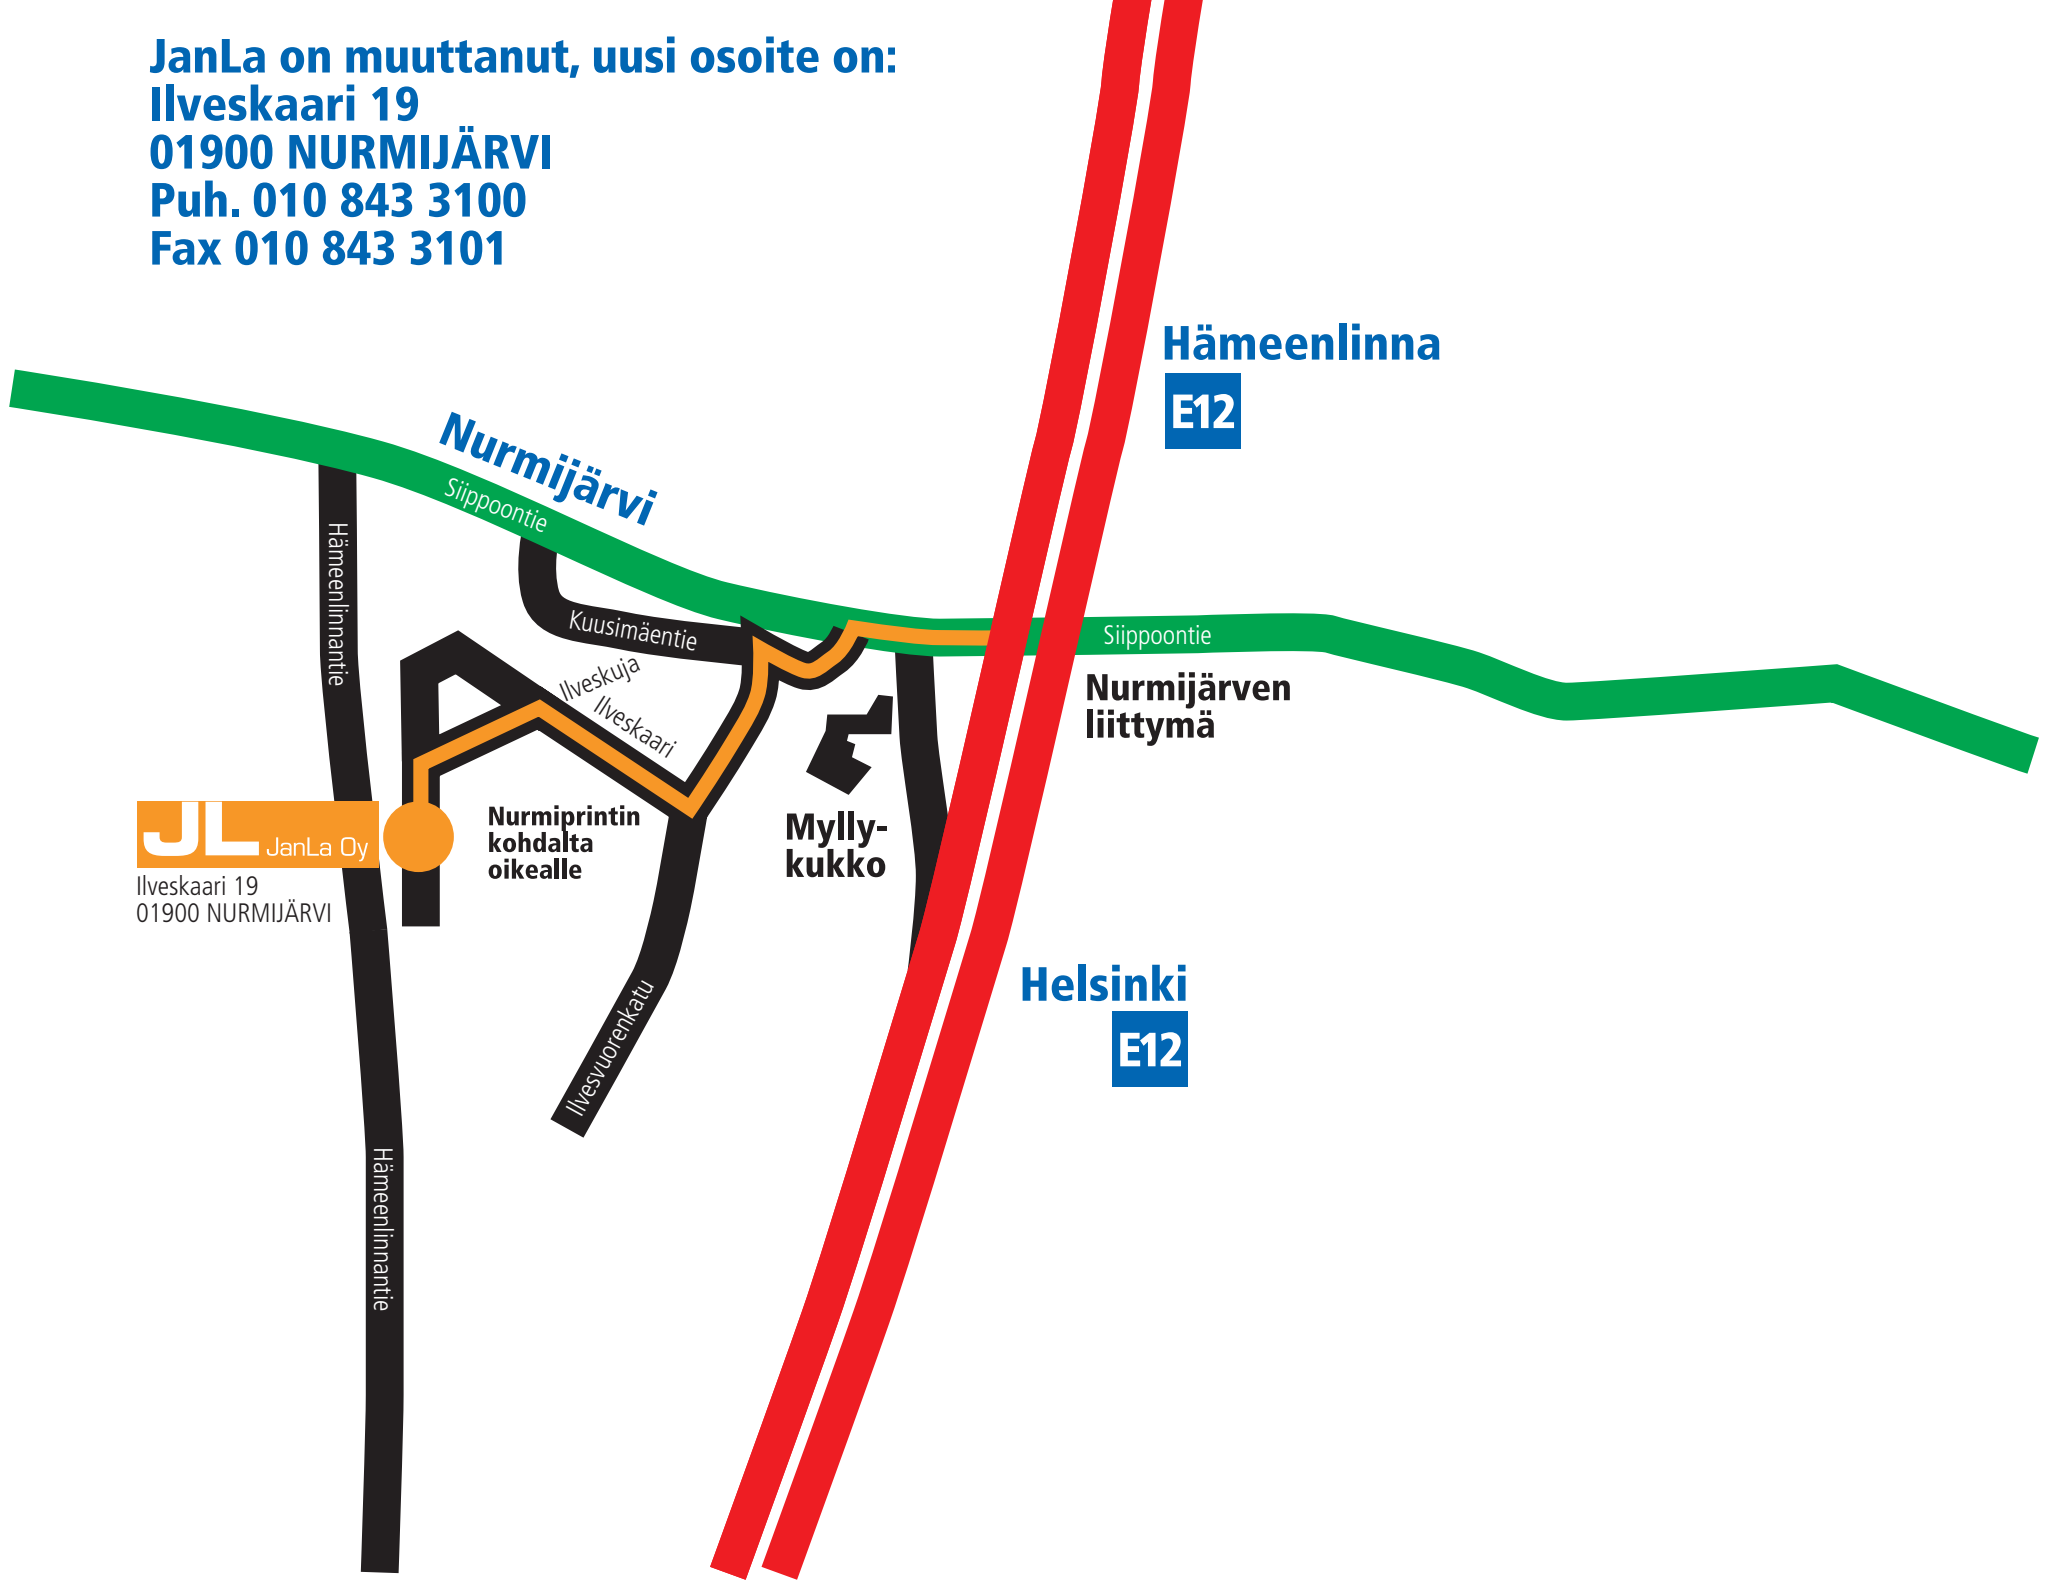 JanLa on muuttanut, uusi osoite on:
Ilveskaari 19
01900 NURMIJÄRVI
Puh. 010 843 3100
Fax 010 843 3101
Hämeenlinna
E12
Nurmijärvi
Siippoontie
Hämeenlinnantie
Kuusimäentie
Siippoontie
Ilveskuja
Ilveskaari
Nurmijärven
liittymä
JL JanLa Oy
Ilveskaari 19
01900 NURMIJÄRVI
Nurmiprintin
kohdalta
oikealle
Mylly-
kukko
Helsinki
E12
Ilvesvuorenkatu
Hämeenlinnantie